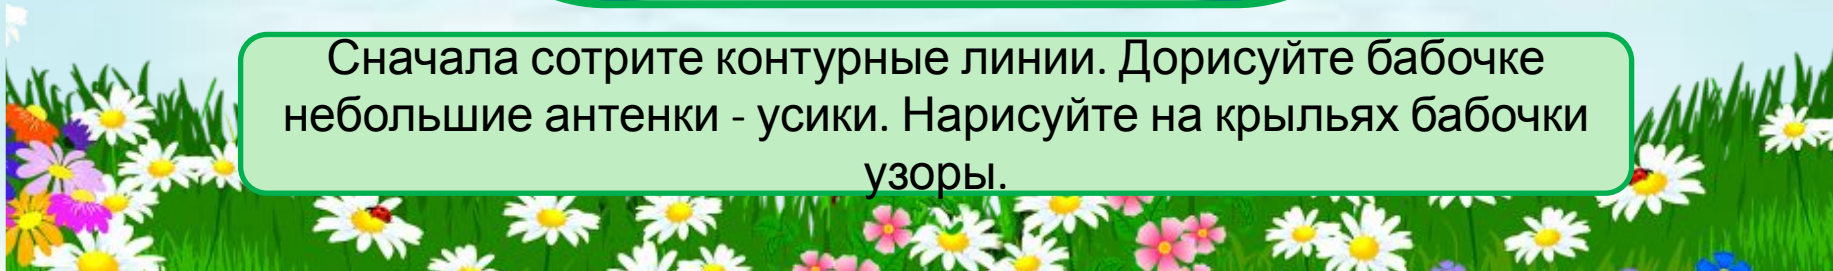 Сначала сотрите контурные линии. Дорисуйте бабочке
небольшие антенки - усики. Нарисуйте на крыльях бабочки
узоры.